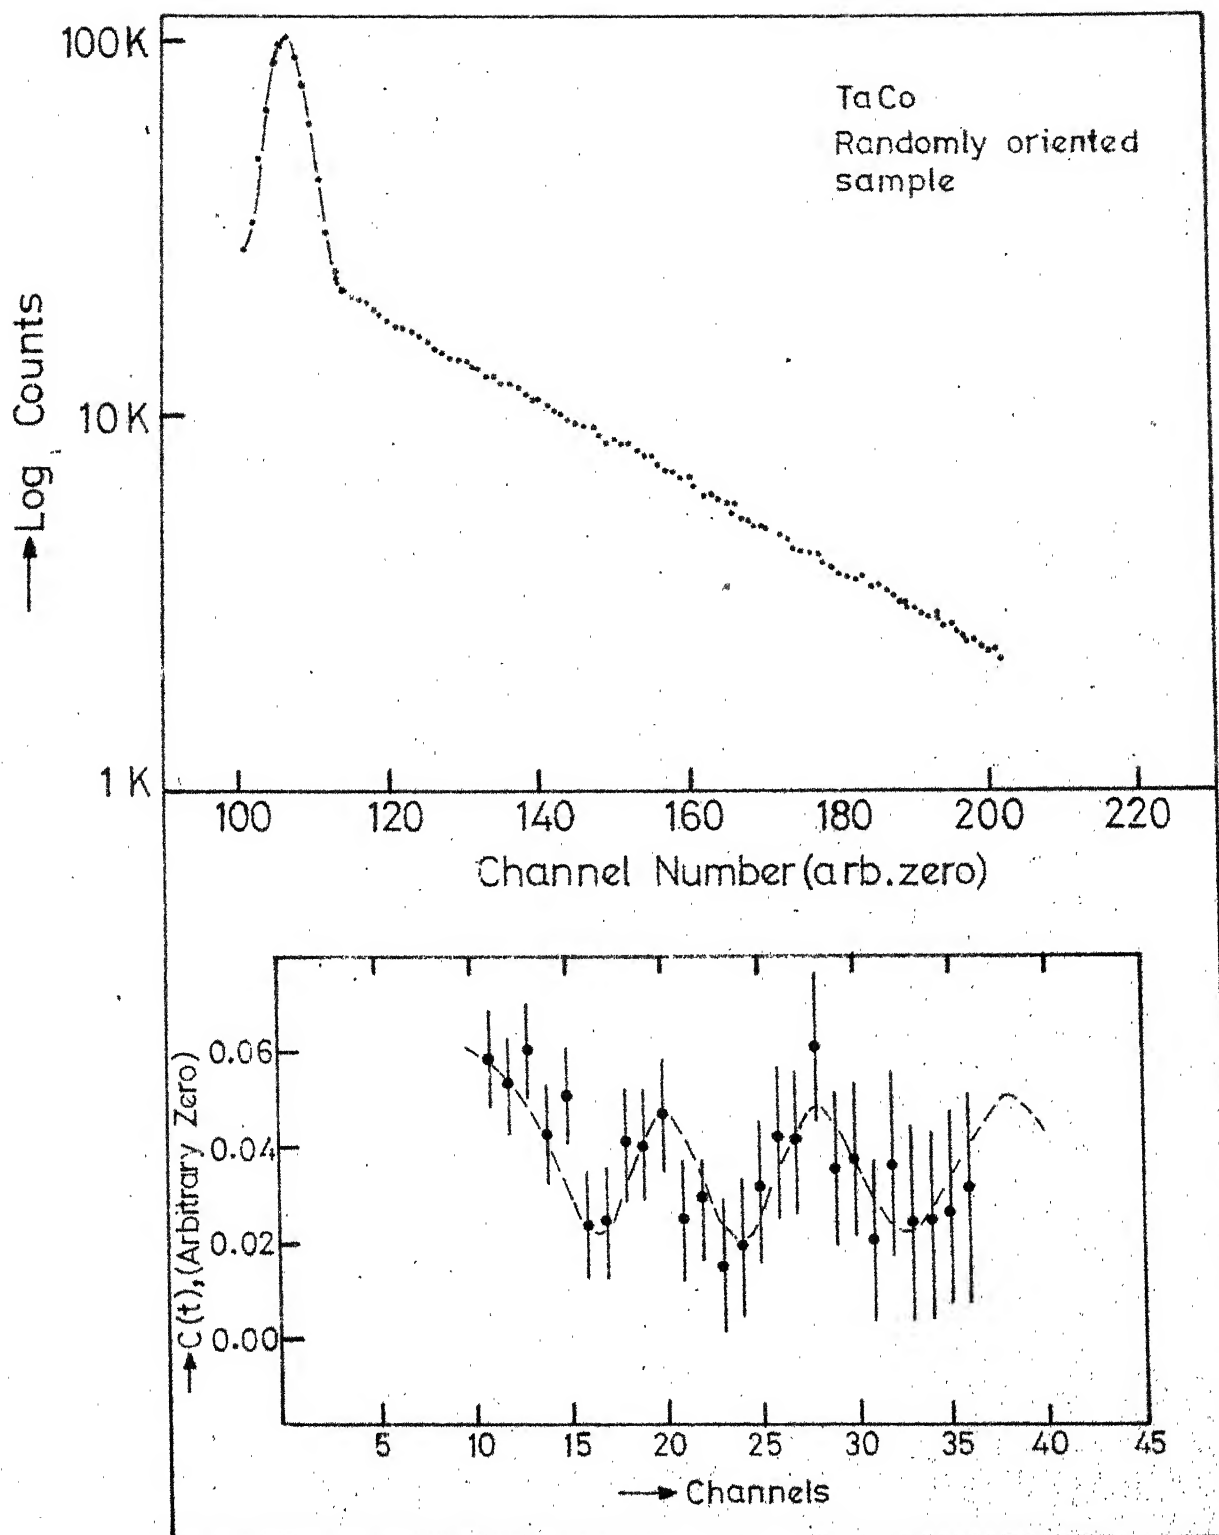 100K
TaCo
Randomly oriented
sample
→Log Counts
10K
1K
100 120 140 160 180 200 220
Channel Number (arb.zero)
→C(t),(Arbitrary Zero)
0.06
0.04
0.02
0.00
5 10 15 20 25 30 35 40 45
→ Channels